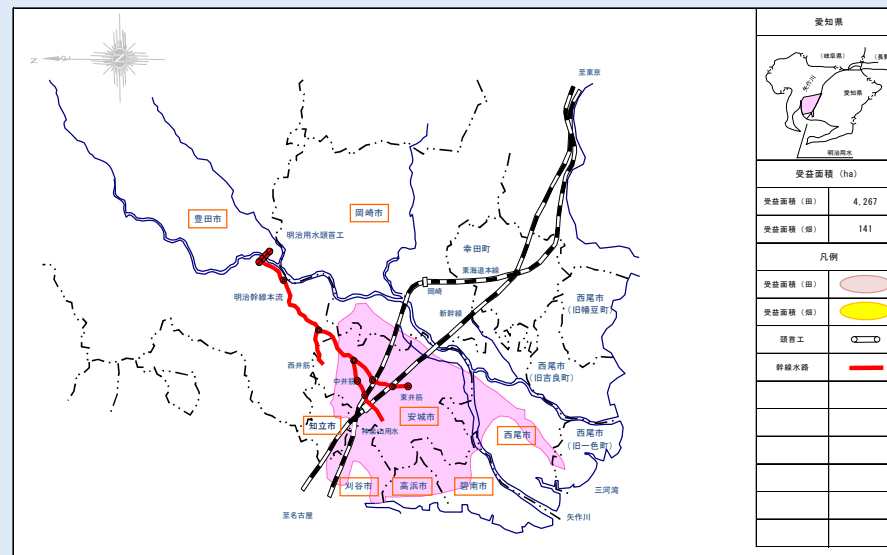 N
至東京
豊田市
岡崎市
明治用水頭首工
幸田町
東海道本線
岡崎
明治幹線本流
新幹線
西尾市
(旧幡豆町)
西井筋
西尾市
(旧吉良町)
中井筋
東井筋
知立市
安城市
西尾市
西尾市
(旧一色町)
刈谷市
高浜市
碧南市
三河湾
至名古屋
矢作川
愛知県
(岐阜県)
矢作川
愛知県
明治用水
受益面積 (ha)
受益面積 (田) 4,267
受益面積 (畑) 141
凡例
受益面積 (田)
受益面積 (畑)
頭首工
幹線水路